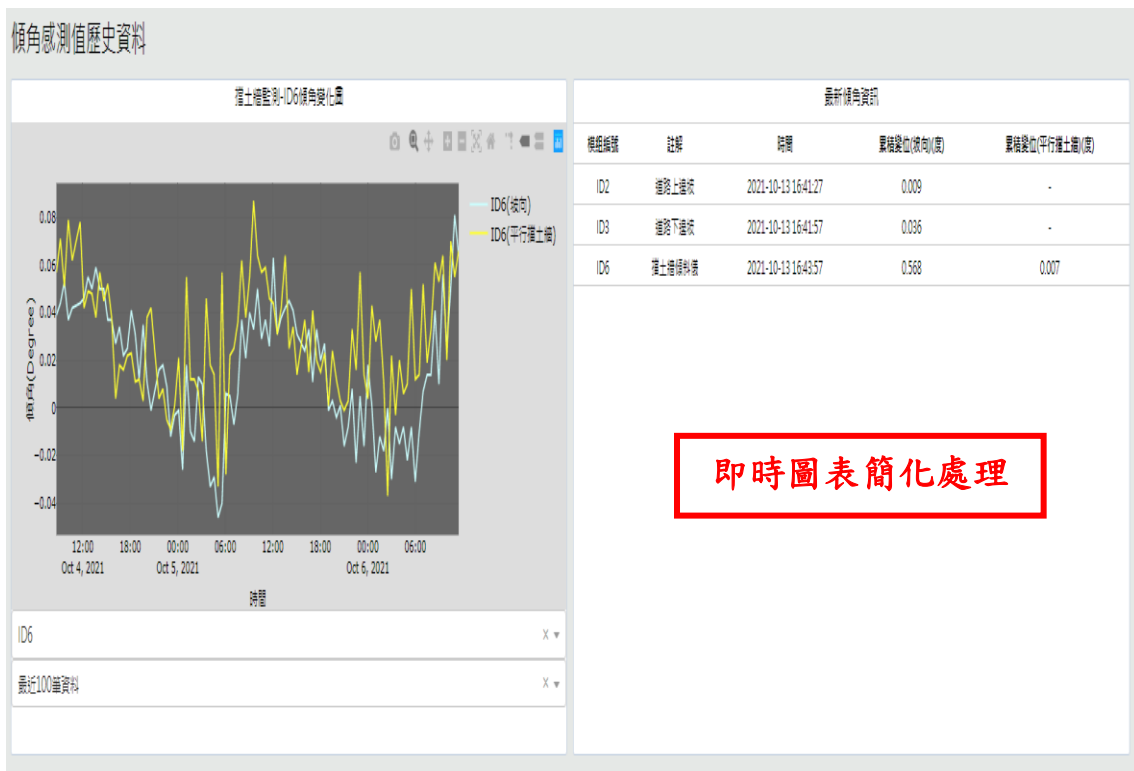 傾角感測值歷史資料
擋土牆監測-ID6傾角變化圖
ID6(坡向)
ID6(平行擋土牆)
0.08
0.06
0.04
0.02
0
−0.02
−0.04
傾角(Degree)
12:00 18:00 00:00 06:00 12:00 18:00 00:00 06:00
Oct 4, 2021 Oct 5, 2021 Oct 6, 2021
時間
ID6
最近100筆資料
最新傾角資訊
模組編號 註解 時間 累積變位(坡向)(度) 累積變位(平行擋土牆)(度)
ID2 道路上邊坡 2021-10-13 16:41:27 0.009 -
ID3 道路下邊坡 2021-10-13 16:41:57 0.036 -
ID6 擋土牆傾斜儀 2021-10-13 16:43:57 0.568 0.007
即時圖表簡化處理